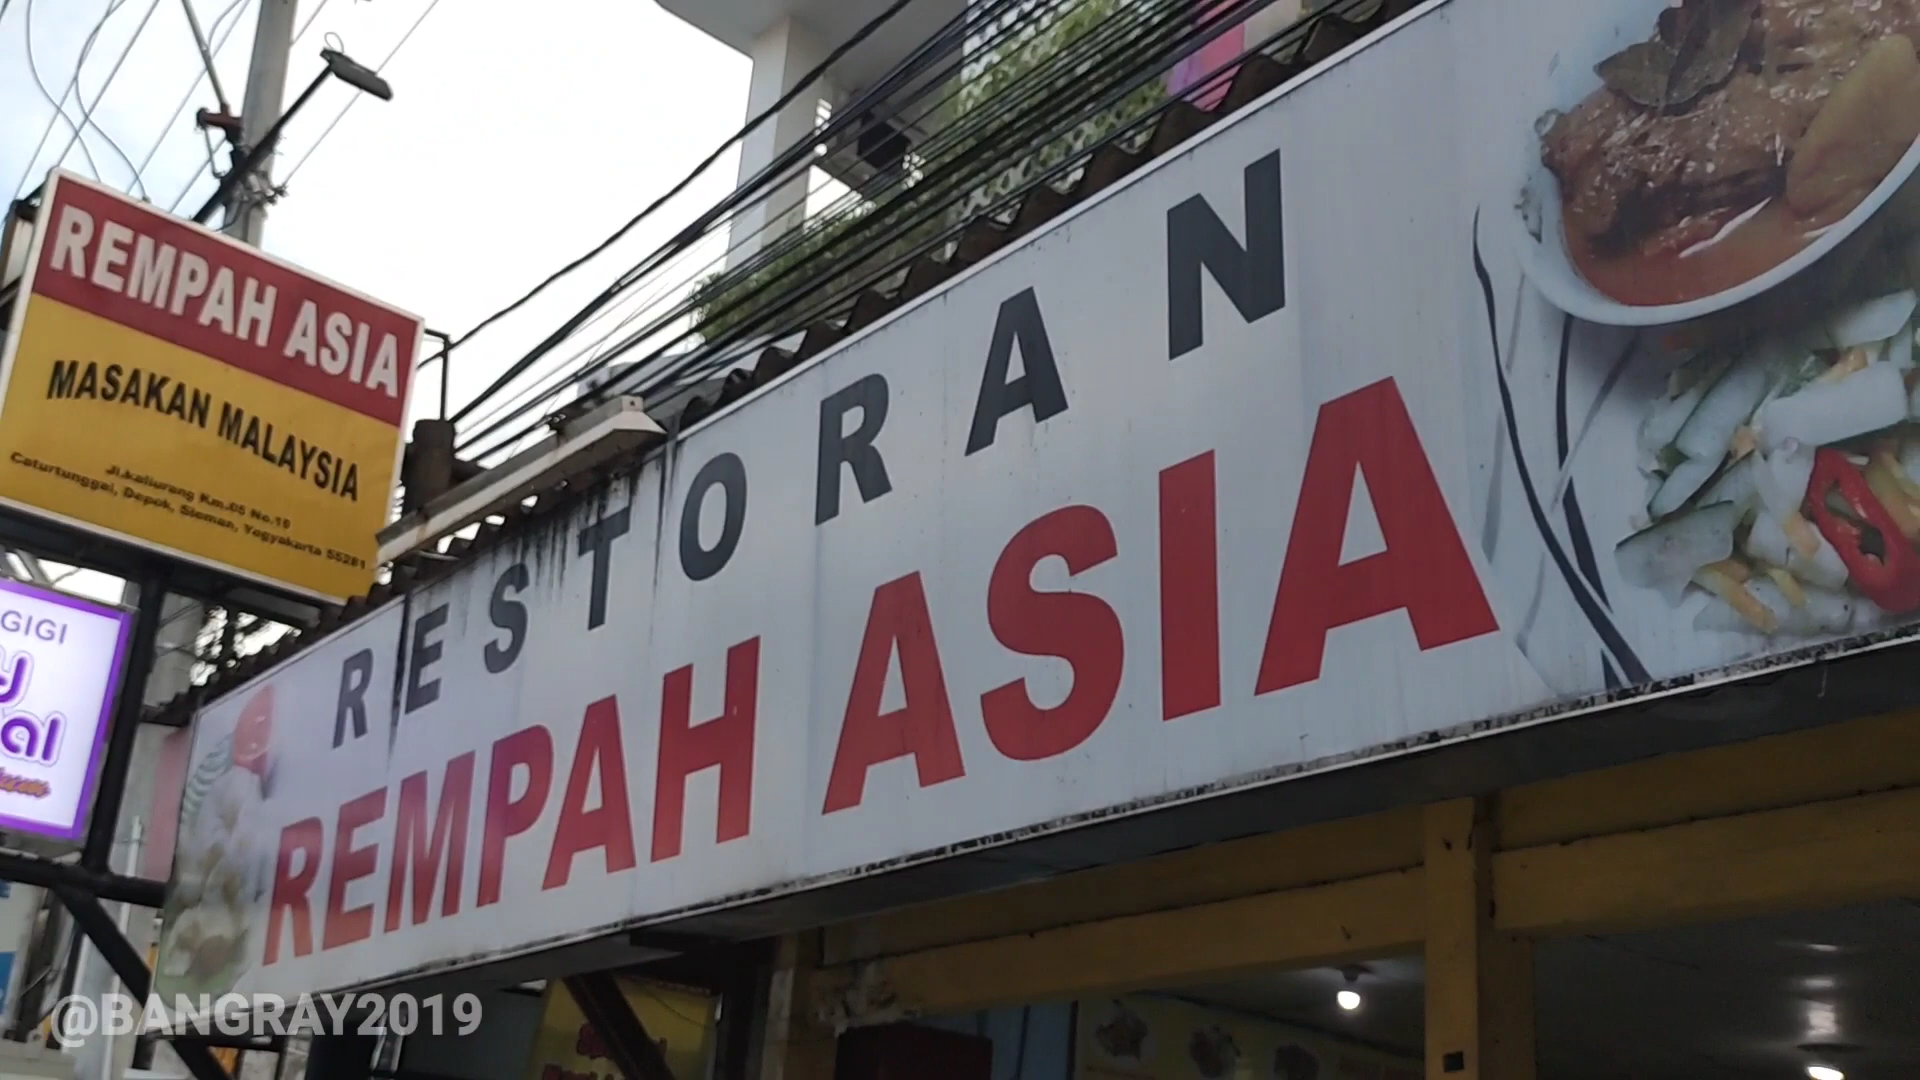 REMPAH ASIA
MASAKAN MALAYSIA
Jl.kaliurang Km.05 No.10
Caturtunggal, Depok, Sleman, Yogyakarta 55281
RESTORAN
REMPAH ASIA
GIGI
@BANGRAY2019